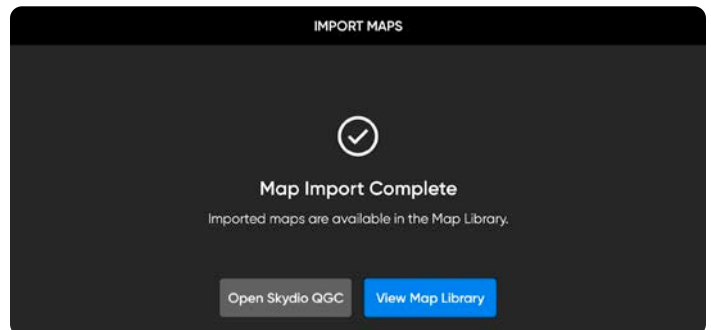 IMPORT MAPS
Map Import Complete
Imported maps are available in the Map Library.
Open Skydio QGC
View Map Library